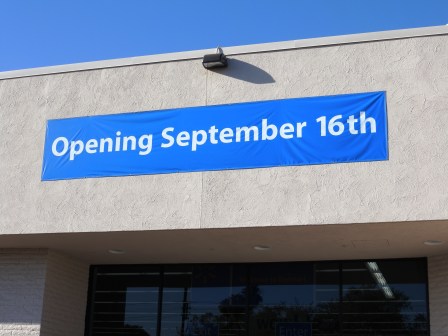 Opening September 16th